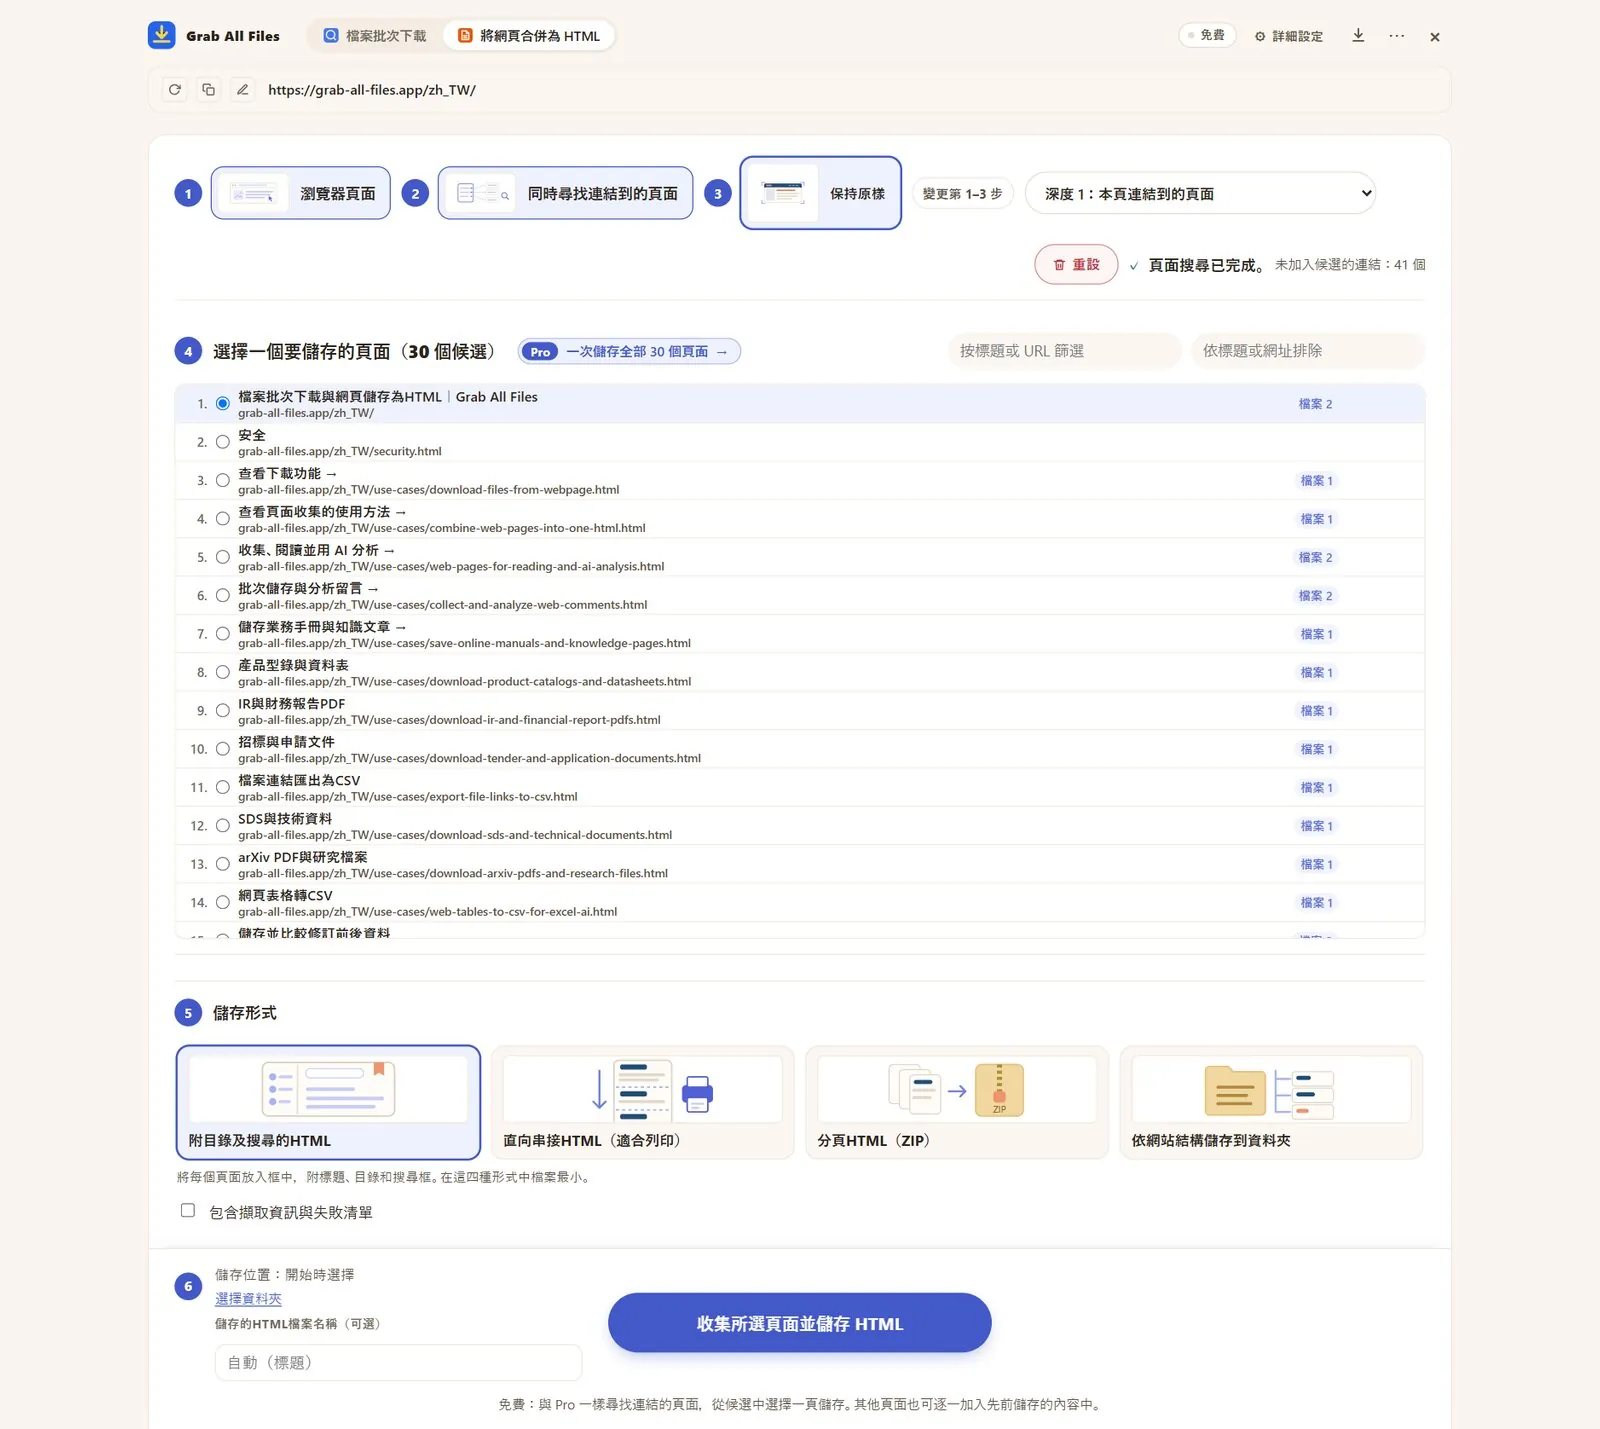 Grab All Files
檔案批次下載
將網頁合併為 HTML
免費
詳細設定
https://grab-all-files.app/zh_TW/
1
瀏覽器頁面
2
同時尋找連結到的頁面
3
保持原樣
變更第 1–3 步
深度 1：本頁連結到的頁面
重設
✓ 頁面搜尋已完成。 未加入候選的連結：41 個
4
選擇一個要儲存的頁面（30 個候選）
Pro 一次儲存全部 30 個頁面 →
按標題或 URL 篩選
依標題或網址排除
1. 檔案批次下載與網頁儲存為HTML｜Grab All Files
grab-all-files.app/zh_TW/
檔案 2
2. 安全
grab-all-files.app/zh_TW/security.html
3. 查看下載功能 →
grab-all-files.app/zh_TW/use-cases/download-files-from-webpage.html
檔案 1
4. 查看頁面收集的使用方法 →
grab-all-files.app/zh_TW/use-cases/combine-web-pages-into-one-html.html
檔案 1
5. 收集、閱讀並用 AI 分析 →
grab-all-files.app/zh_TW/use-cases/web-pages-for-reading-and-ai-analysis.html
檔案 2
6. 批次儲存與分析留言 →
grab-all-files.app/zh_TW/use-cases/collect-and-analyze-web-comments.html
檔案 2
7. 儲存業務手冊與知識文章 →
grab-all-files.app/zh_TW/use-cases/save-online-manuals-and-knowledge-pages.html
檔案 1
8. 產品型錄與資料表
grab-all-files.app/zh_TW/use-cases/download-product-catalogs-and-datasheets.html
檔案 1
9. IR與財務報告PDF
grab-all-files.app/zh_TW/use-cases/download-ir-and-financial-report-pdfs.html
檔案 1
10. 招標與申請文件
grab-all-files.app/zh_TW/use-cases/download-tender-and-application-documents.html
檔案 1
11. 檔案連結匯出為CSV
grab-all-files.app/zh_TW/use-cases/export-file-links-to-csv.html
檔案 1
12. SDS與技術資料
grab-all-files.app/zh_TW/use-cases/download-sds-and-technical-documents.html
檔案 1
13. arXiv PDF與研究檔案
grab-all-files.app/zh_TW/use-cases/download-arxiv-pdfs-and-research-files.html
檔案 1
14. 網頁表格轉CSV
grab-all-files.app/zh_TW/use-cases/web-tables-to-csv-for-excel-ai.html
檔案 1
儲存並比較修訂前後資料
5
儲存形式
ZIP
附目錄及搜尋的HTML
直向串接HTML（適合列印）
分頁HTML（ZIP）
依網站結構儲存到資料夾
將每個頁面放入框中，附標題、目錄和搜尋框。在這四種形式中檔案最小。
包含擷取資訊與失敗清單
6
儲存位置：開始時選擇
選擇資料夾
儲存的HTML檔案名稱（可選）
自動（標題）
收集所選頁面並儲存 HTML
免費：與 Pro 一樣尋找連結的頁面，從候選中選擇一頁儲存。其他頁面也可逐一加入先前儲存的內容中。